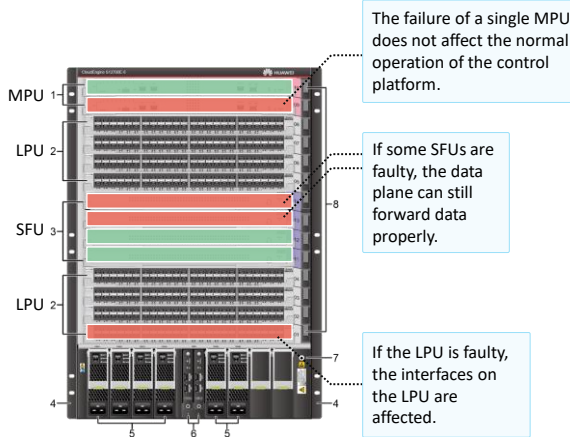 The failure of a single MPU
does not affect the normal
operation of the control
platform.
HUAWEI
MPU 1
LPU 2
If some SFUs are
faulty, the data
plane can still
forward data
properly.
8
SFU 3
LPU 2
If the LPU is faulty,
the interfaces on
the LPU are
affected.
7
4
4
5
6
5